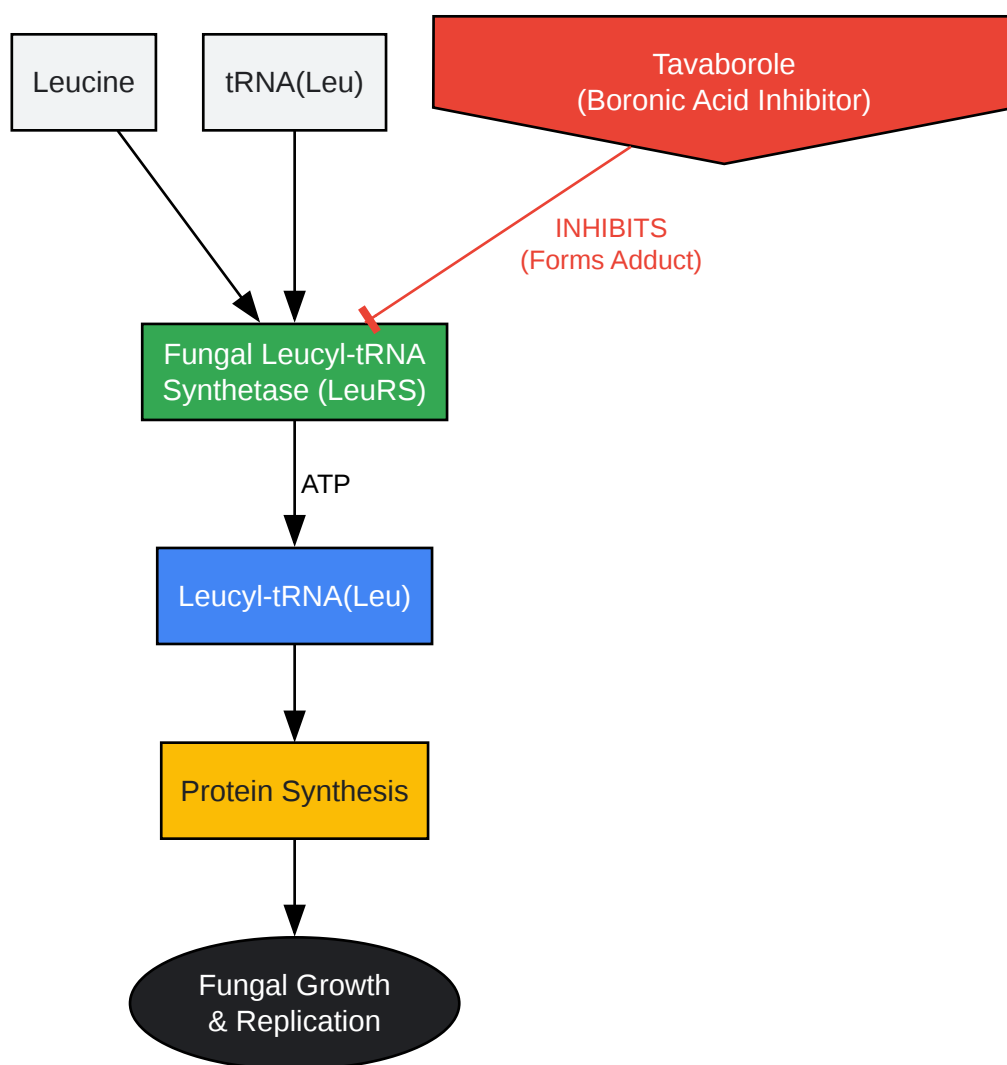 Leucine
tRNA(Leu)
Tavaborole
(Boronic Acid Inhibitor)
INHIBITS
(Forms Adduct)
Fungal Leucyl-tRNA
Synthetase (LeuRS)
ATP
Leucyl-tRNA(Leu)
Protein Synthesis
Fungal Growth
& Replication